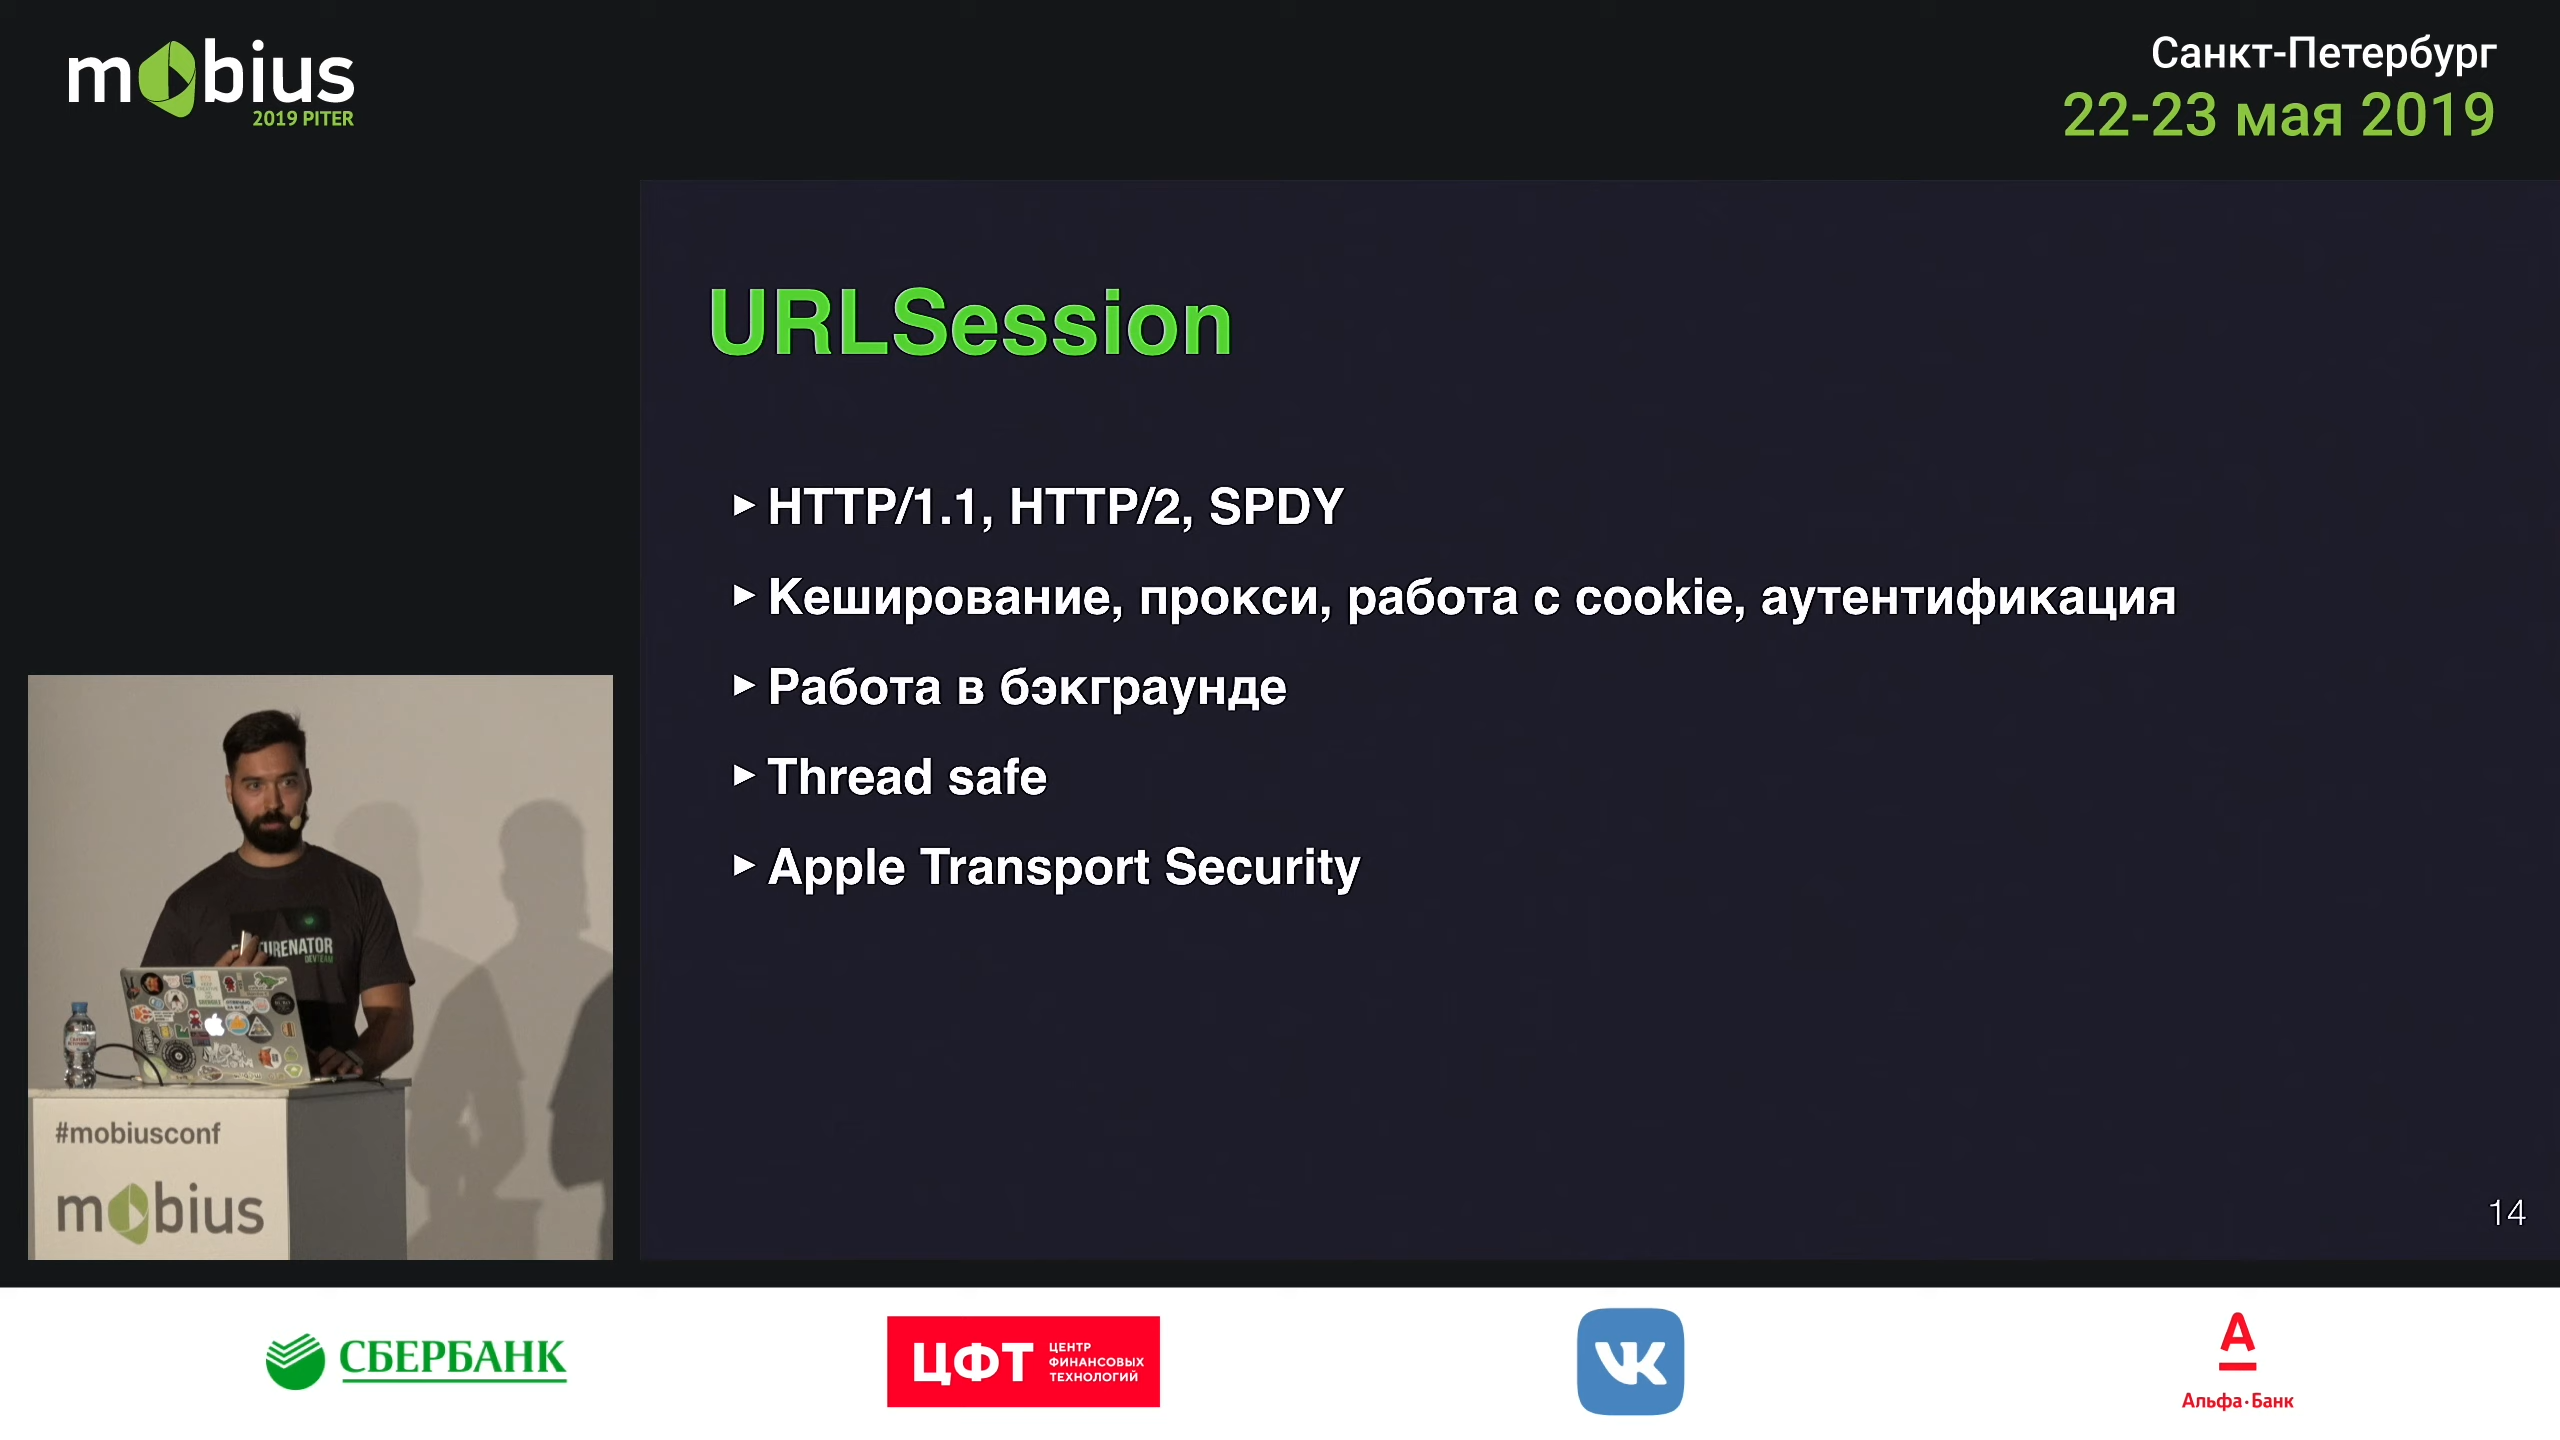 mobius
2019 PITER
Санкт-Петербург
22-23 мая 2019
URLSession
▸ HTTP/1.1, HTTP/2, SPDY
▸ Кеширование, прокси, работа с cookie, аутентификация
▸ Работа в бэкграунде
▸ Thread safe
▸ Apple Transport Security
14
DEVTEAM
#mobiusconf
mobius
СБЕРБАНК
ЦФТ
ЦЕНТР
ФИНАНСОВЫХ
ТЕХНОЛОГИЙ
VK
А
Альфа·Банк